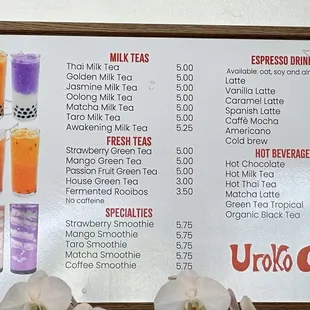 MILK TEAS
Thai Milk Tea 5.00
Golden Milk Tea 5.00
Jasmine Milk Tea 5.00
Oolong Milk Tea 5.00
Matcha Milk Tea 5.00
Taro Milk Tea 5.00
Awakening Milk Tea 5.25
FRESH TEAS
Strawberry Green Tea 5.00
Mango Green Tea 5.00
Passion Fruit Green Tea 5.00
House Green Tea 3.00
Fermented Rooibos 3.50
No caffeine
SPECIALTIES
Strawberry Smoothie 5.75
Mango Smoothie 5.75
Taro Smoothie 5.75
Matcha Smoothie 5.75
Coffee Smoothie 5.75
ESPRESSO DRIN
Available: oat, soy and al
Latte
Vanilla Latte
Caramel Latte
Spanish Latte
Caffè Mocha
Americano
Cold brew
HOT BEVERAGE
Hot Chocolate
Hot Milk Tea
Hot Thai Tea
Matcha Latte
Green Tea Tropical
Organic Black Tea
UroKo